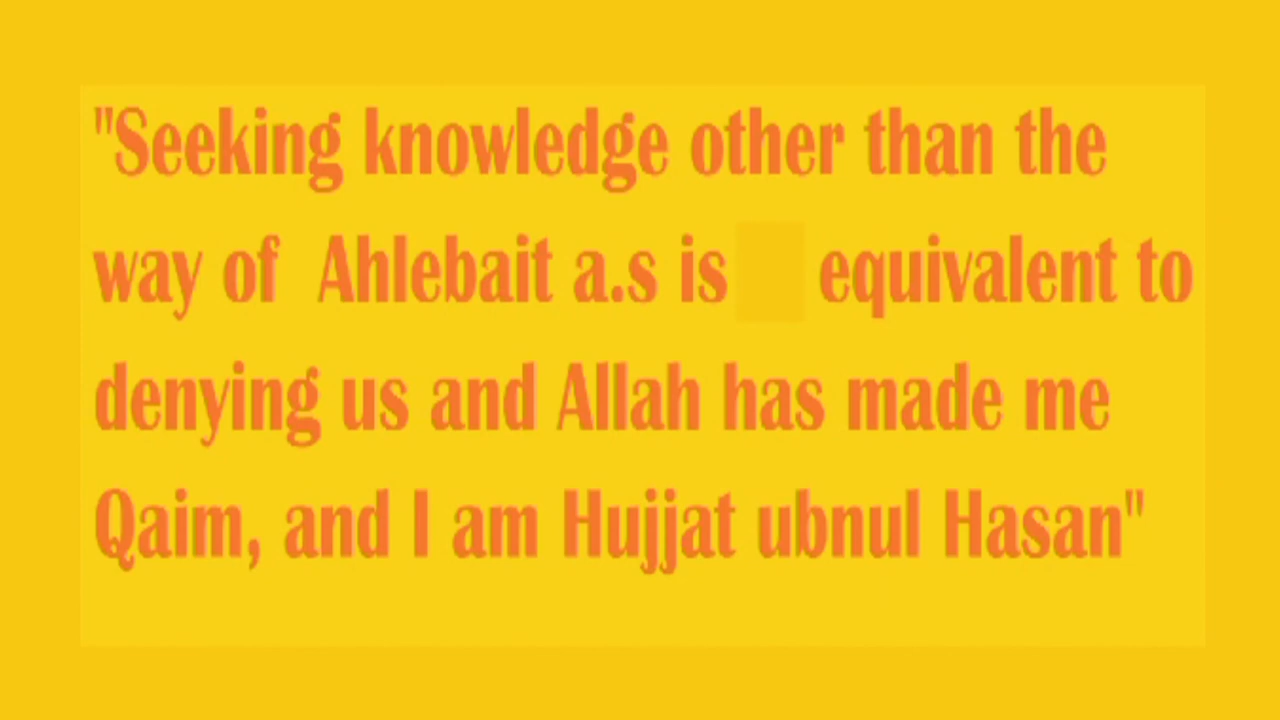 "Seeking knowledge other than the
way of Ahlebait a.s is equivalent to
denying us and Allah has made me
Qaim, and I am Hujjat ubnul Hasan"